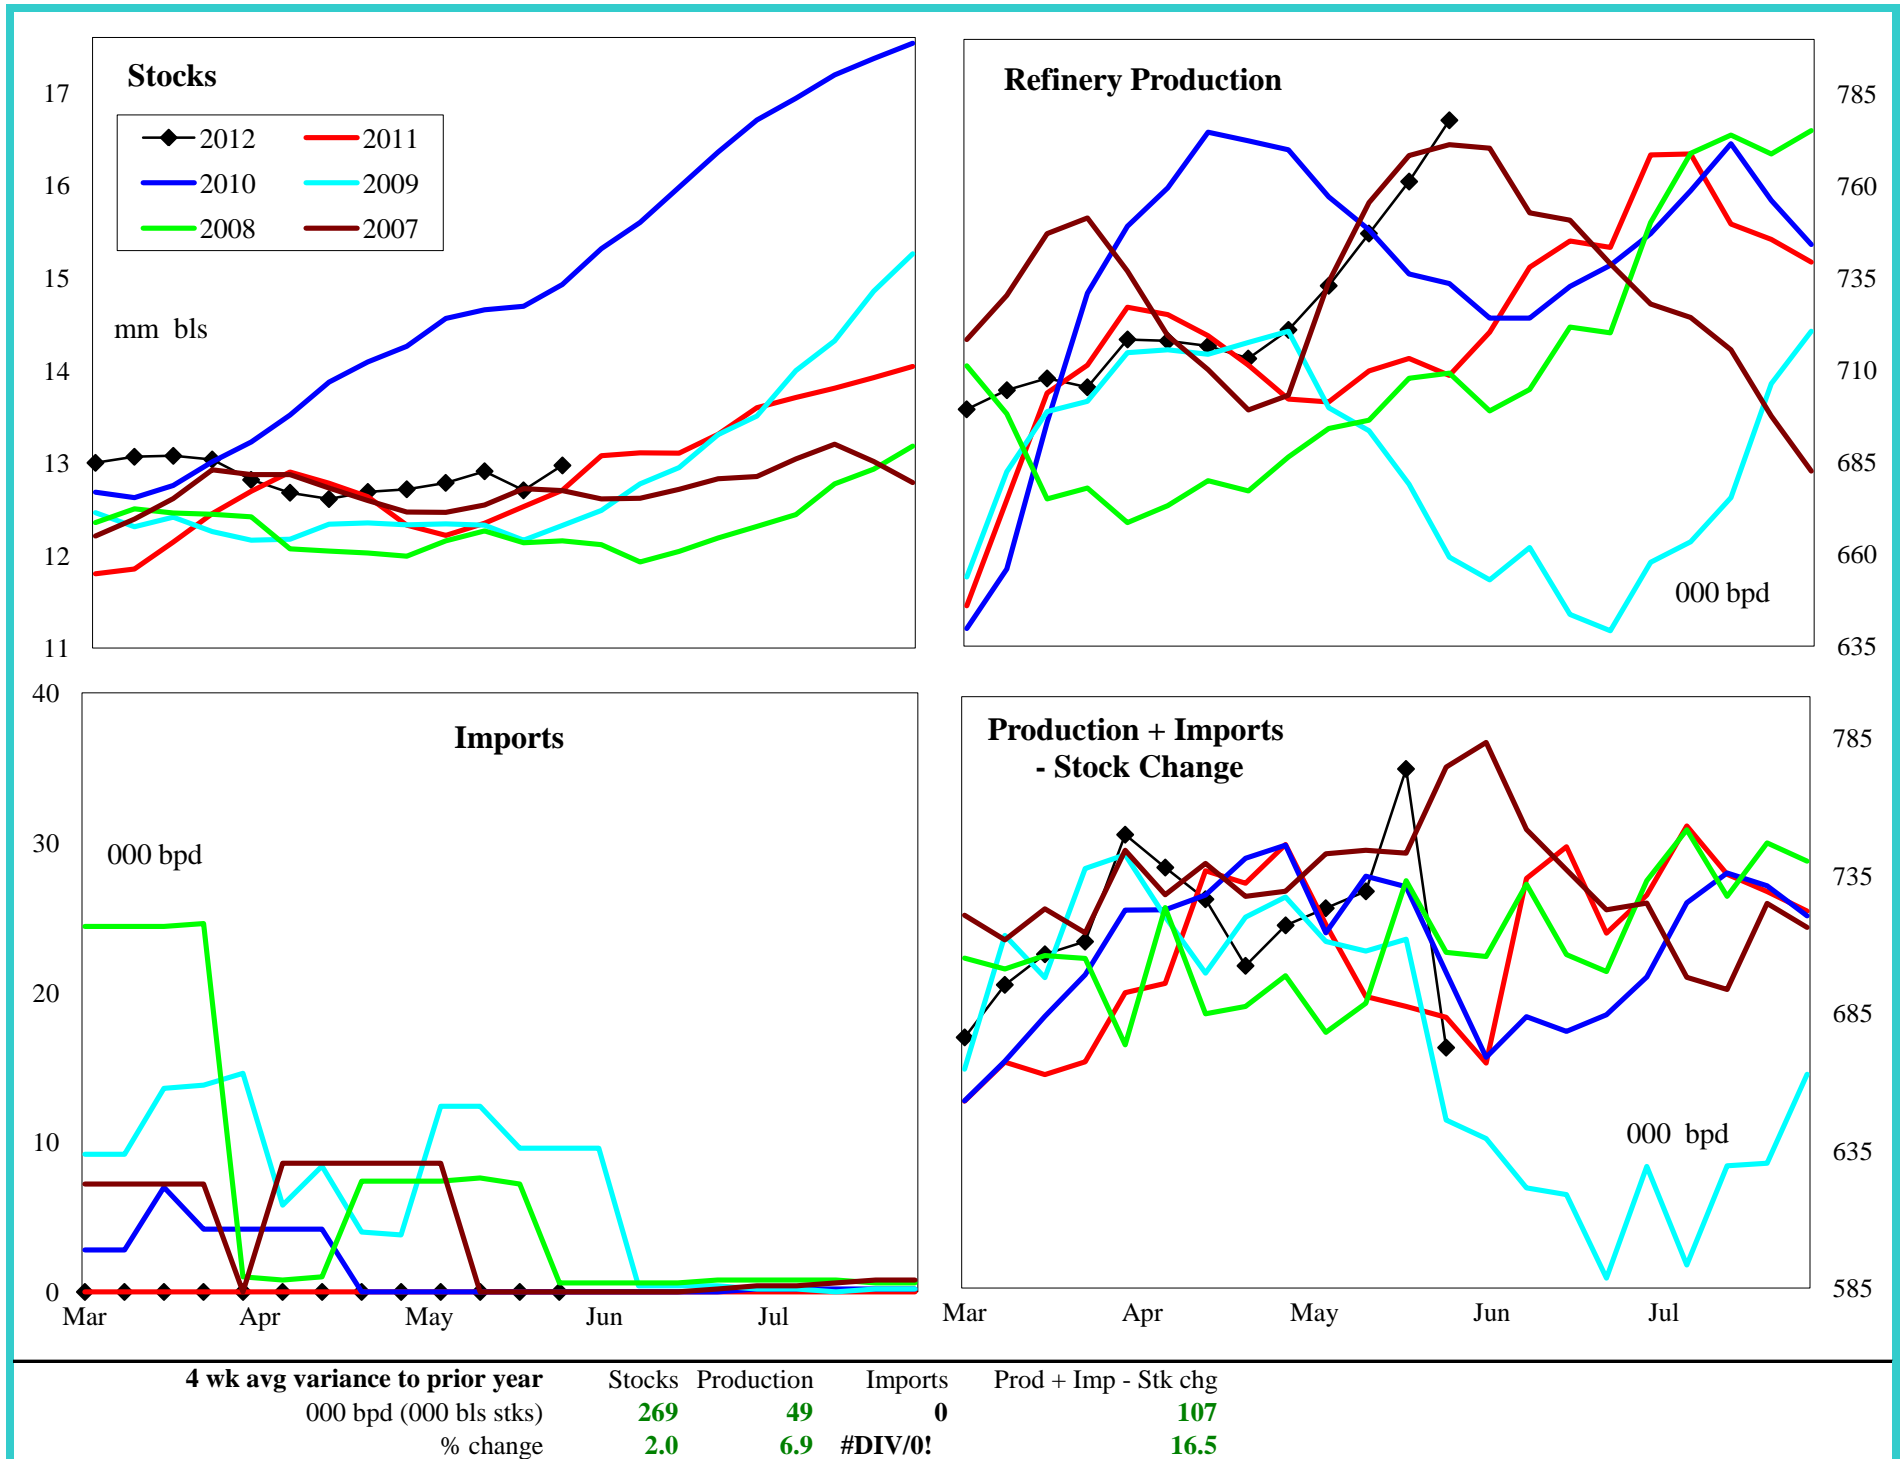 Stocks
17
16
15
14
13
12
11
2012 2011
2010 2009
2008 2007
mm bls
Refinery Production
785
760
735
710
685
660
635
000 bpd
Imports
40
30
20
10
0
000 bpd
Mar Apr May Jun Jul
Production + Imports
- Stock Change
785
735
685
635
585
000 bpd
Mar Apr May Jun Jul
4 wk avg variance to prior year Stocks Production Imports Prod + Imp - Stk chg
000 bpd (000 bls stks) 269 49 0 107
% change 2.0 6.9 #DIV/0! 16.5